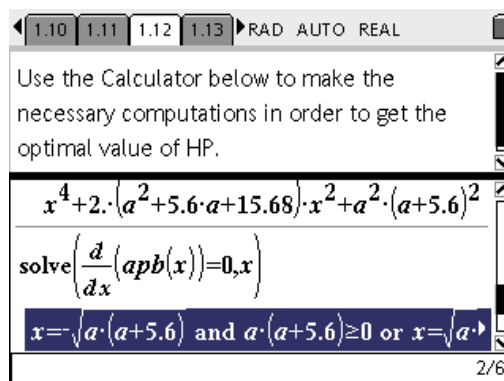 1.10 1.11 1.12 1.13 RAD AUTO REAL
Use the Calculator below to make the
necessary computations in order to get the
optimal value of HP.
x⁴+2.·(a²+5.6·a+15.68)·x²+a²·(a+5.6)²
solve(d/dx(apb(x))=0,x)
x=-√(a·(a+5.6)) and a·(a+5.6)≥0 or x=√(a·
2/6